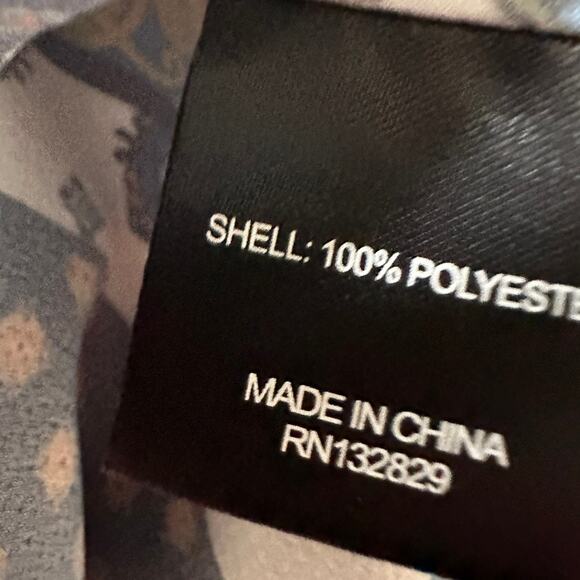 SHELL: 100% POLYESTE
MADE IN CHINA
RN132829